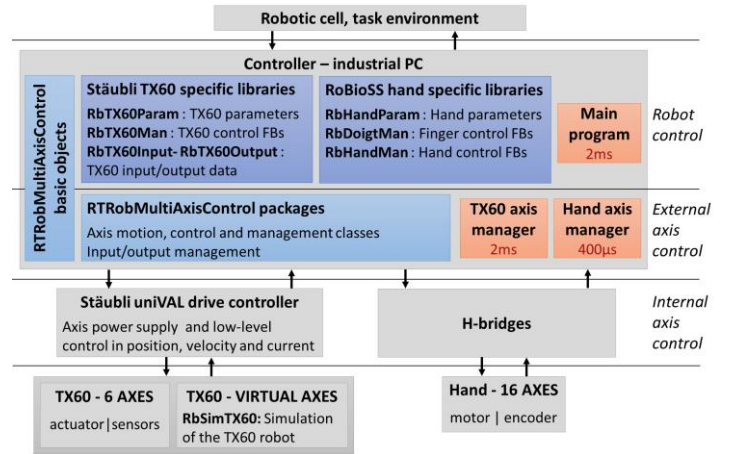 Robotic cell, task environment
Controller – industrial PC
RTRobMultiAxisControl
basic objects
Stäubli TX60 specific libraries
RbTX60Param : TX60 parameters
RbTX60Man : TX60 control FBs
RbTX60Input- RbTX60Output :
TX60 input/output data
RoBioSS hand specific libraries
RbHandParam : Hand parameters
RbDoigtMan : Finger control FBs
RbHandMan : Hand control FBs
Main
program
2ms
Robot
control
RTRobMultiAxisControl packages
Axis motion, control and management classes
Input/output management
TX60 axis
manager
2ms
Hand axis
manager
400µs
External
axis
control
Stäubli uniVAL drive controller
Axis power supply and low-level
control in position, velocity and current
H-bridges
Internal
axis
control
TX60 - 6 AXES
actuator|sensors
TX60 - VIRTUAL AXES
RbSimTX60: Simulation
of the TX60 robot
Hand - 16 AXES
motor | encoder